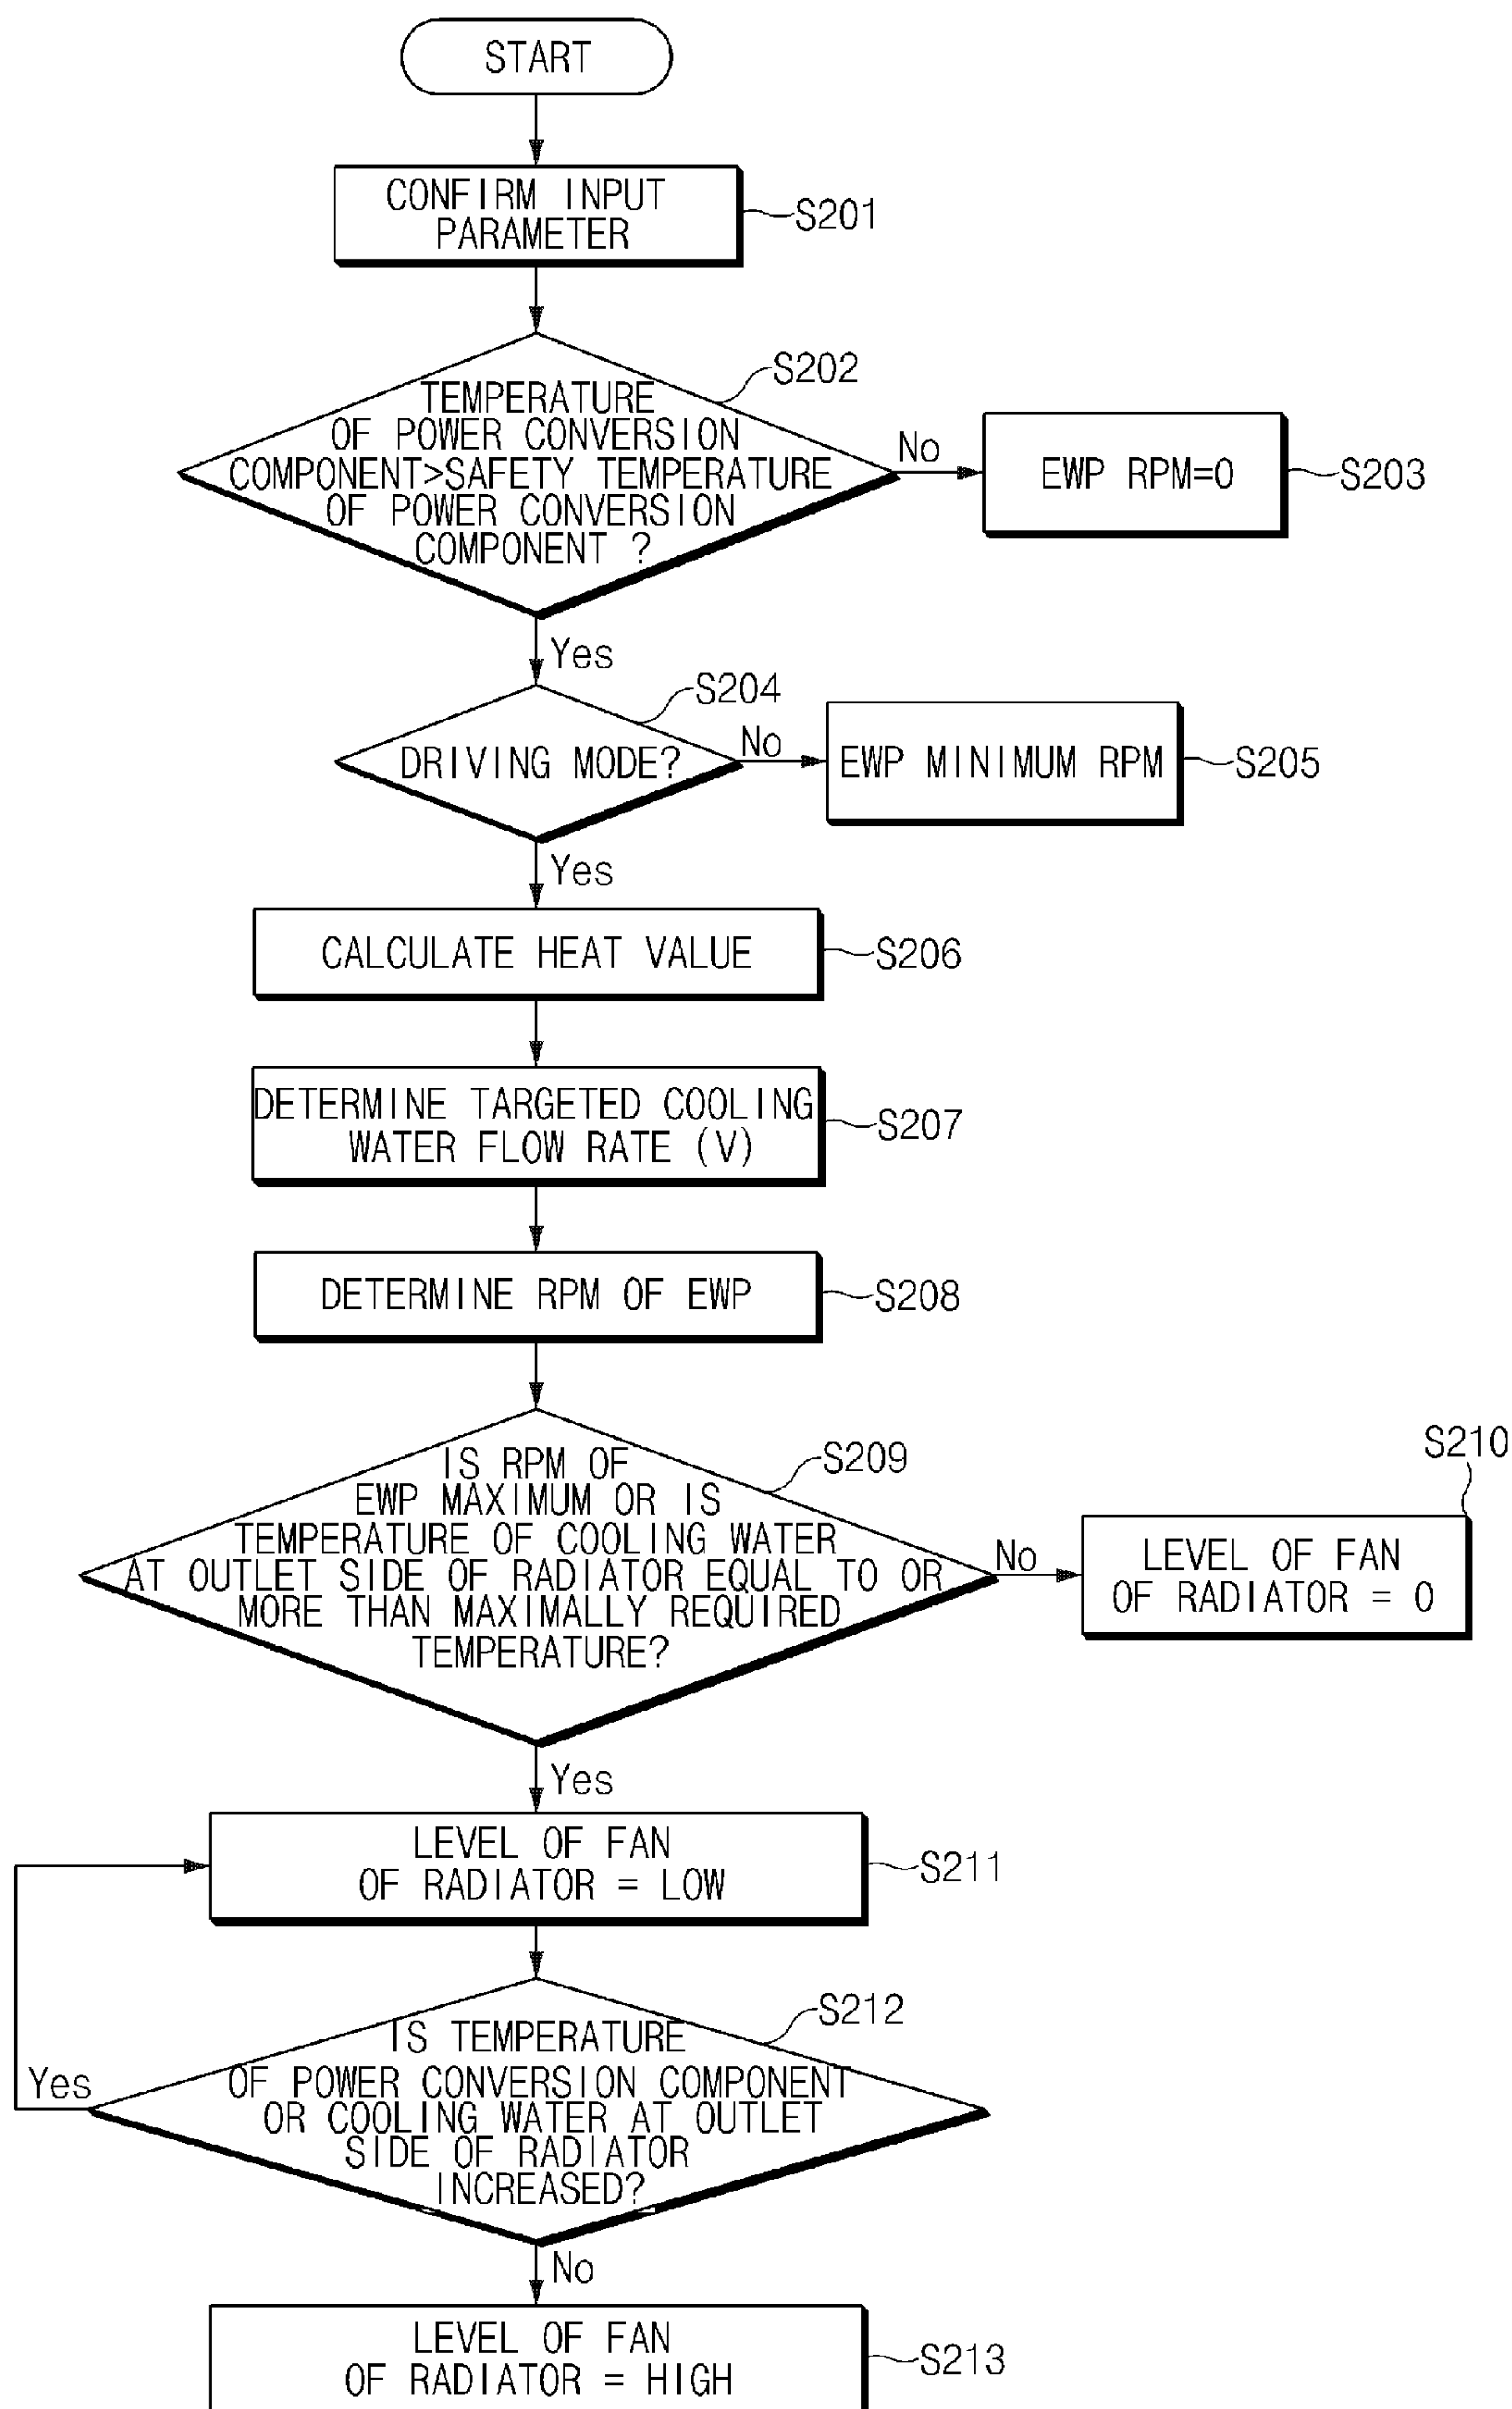 START
CONFIRM INPUT
PARAMETER
S201
S202
TEMPERATURE
OF POWER CONVERSION
COMPONENT>SAFETY TEMPERATURE
OF POWER CONVERSION
COMPONENT ?
No
EWP RPM=0
S203
Yes
S204
DRIVING MODE?
No
EWP MINIMUM RPM
S205
Yes
CALCULATE HEAT VALUE
S206
DETERMINE TARGETED COOLING
WATER FLOW RATE (V)
S207
DETERMINE RPM OF EWP
S208
S209
IS RPM OF
EWP MAXIMUM OR IS
TEMPERATURE OF COOLING WATER
AT OUTLET SIDE OF RADIATOR EQUAL TO OR
MORE THAN MAXIMALLY REQUIRED
TEMPERATURE?
No
S210
LEVEL OF FAN
OF RADIATOR = 0
Yes
LEVEL OF FAN
OF RADIATOR = LOW
S211
S212
IS TEMPERATURE
OF POWER CONVERSION COMPONENT
OR COOLING WATER AT OUTLET
SIDE OF RADIATOR
INCREASED?
Yes
No
LEVEL OF FAN
OF RADIATOR = HIGH
S213